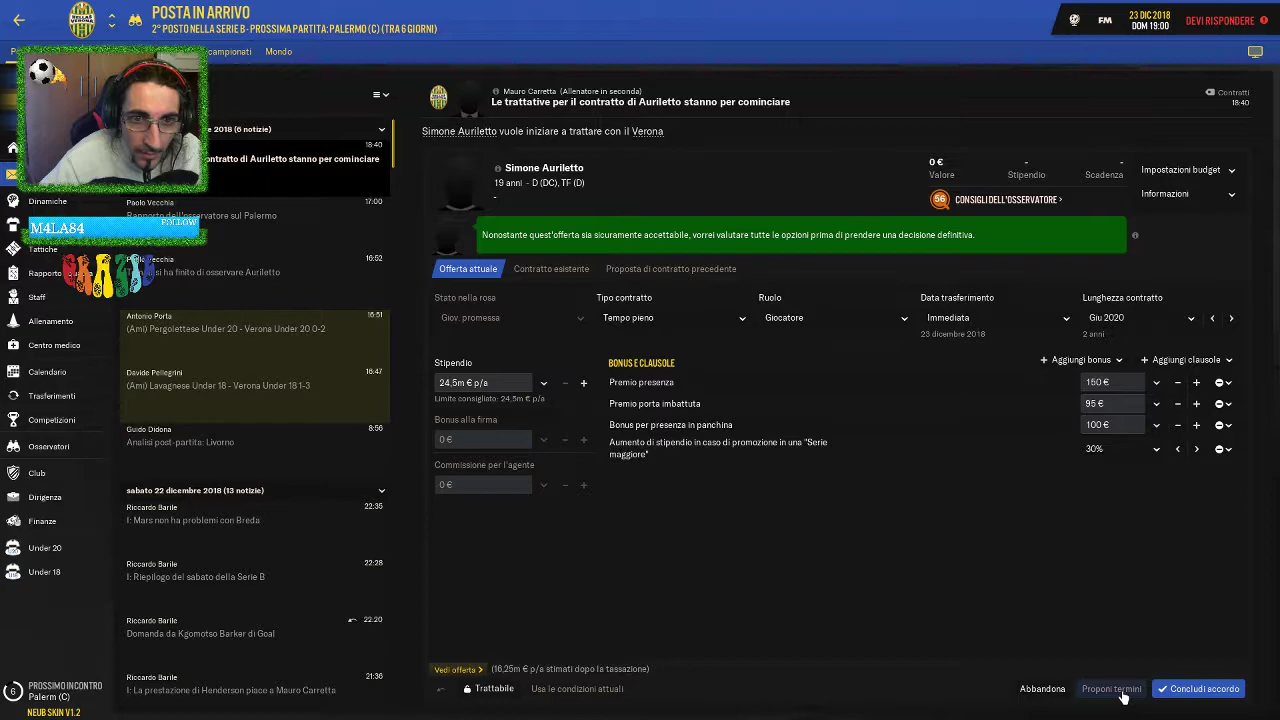 POSTA IN ARRIVO
2° POSTO NELLA SERIE B - PROSSIMA PARTITA: PALERMO (C) (TRA 6 GIORNI)
FM
23 DIC 2018
DOM 19:00
DEVI RISPONDERE
campionati
Mondo
2018 (6 notizie)
18:40
contratto di Auriletto stanno per cominciare
Paolo Vecchia
17:00
Rapporto dell'osservatore sul Palermo
M4LA84
FOLLOW
GRAZIE
16:52
si ha finito di osservare Auriletto
Antonio Porta
16:51
(Ami) Pergolettese Under 20 - Verona Under 20 0-2
Davide Pellegrini
16:47
(Ami) Lavagnese Under 18 - Verona Under 18 1-3
Guido Didona
8:56
Analisi post-partita: Livorno
sabato 22 dicembre 2018 (13 notizie)
Riccardo Barile
22:35
I: Mars non ha problemi con Breda
Riccardo Barile
22:28
I: Riepilogo del sabato della Serie B
Riccardo Barile
22:20
Domanda da Kgomotso Barker di Goal
Riccardo Barile
21:36
I: La prestazione di Henderson piace a Mauro Carretta
Dinamiche
Tattiche
Rapporto
Staff
Allenamento
Centro medico
Calendario
Trasferimenti
Competizioni
Osservatori
Club
Dirigenza
Finanze
Under 20
Under 18
6
PROSSIMO INCONTRO
Palerm (C)
NEUB SKIN V1.2
Mauro Carretta (Allenatore in seconda)
Le trattative per il contratto di Auriletto stanno per cominciare
Contratti
18:40
Simone Auriletto vuole iniziare a trattare con il Verona
Simone Auriletto
19 anni - D (DC), TF (D)
-
0 €
Valore
-
Stipendio
-
Scadenza
56
CONSIGLI DELL'OSSERVATORE >
Impostazioni budget
Informazioni
Nonostante quest'offerta sia sicuramente accettabile, vorrei valutare tutte le opzioni prima di prendere una decisione definitiva.
Offerta attuale
Contratto esistente
Proposta di contratto precedente
Stato nella rosa
Giov. promessa
Tipo contratto
Tempo pieno
Ruolo
Giocatore
Data trasferimento
Immediata
23 dicembre 2018
Lunghezza contratto
Giu 2020
2 anni
Stipendio
24,5m € p/a
Limite consigliato: 24,5m € p/a
Bonus alla firma
0 €
Commissione per l'agente
0 €
BONUS E CLAUSOLE
Aggiungi bonus
Aggiungi clausole
Premio presenza
150 €
Premio porta imbattuta
95 €
Bonus per presenza in panchina
100 €
Aumento di stipendio in caso di promozione in una "Serie
maggiore"
30%
Vedi offerta >
(16,25m € p/a stimati dopo la tassazione)
Trattabile
Usa le condizioni attuali
Abbandona
Proponi termini
Concludi accordo